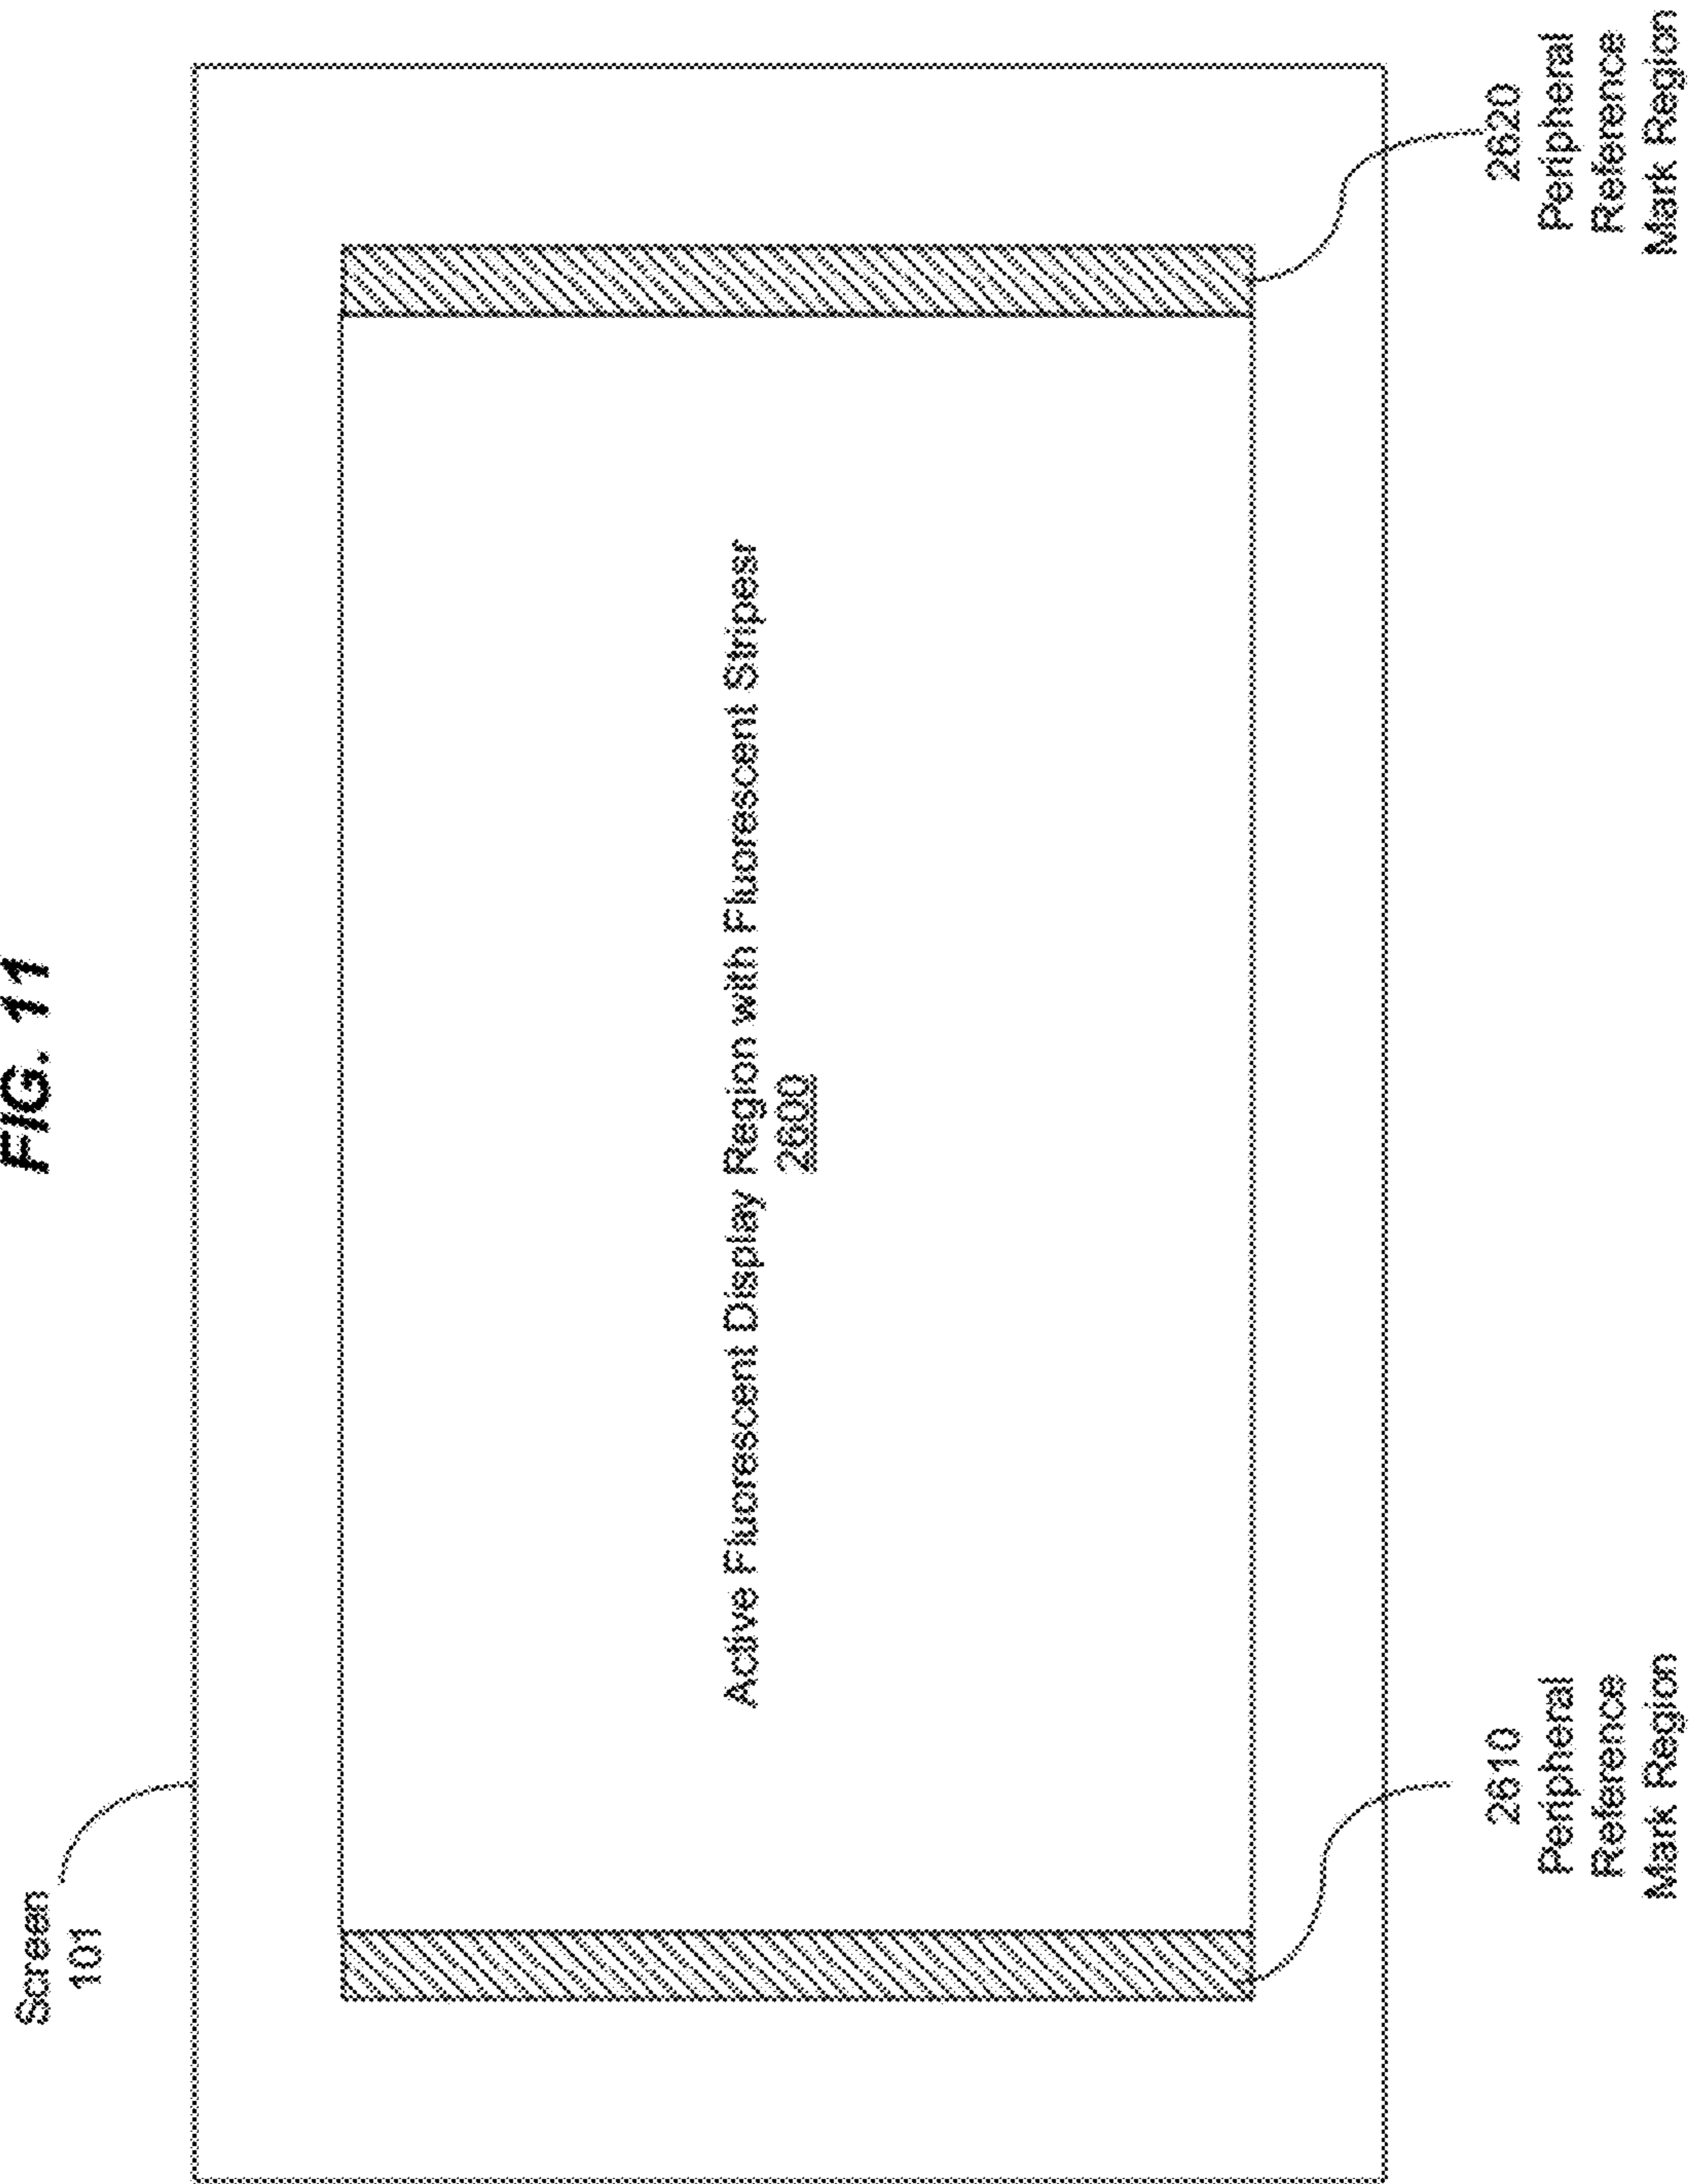 FIG. 11
Screen
101
Active Fluorescent Display Region with Fluorescent Stripesr
2600
2610
Peripheral
Reference
Mark Region
2620
Peripheral
Reference
Mark Region